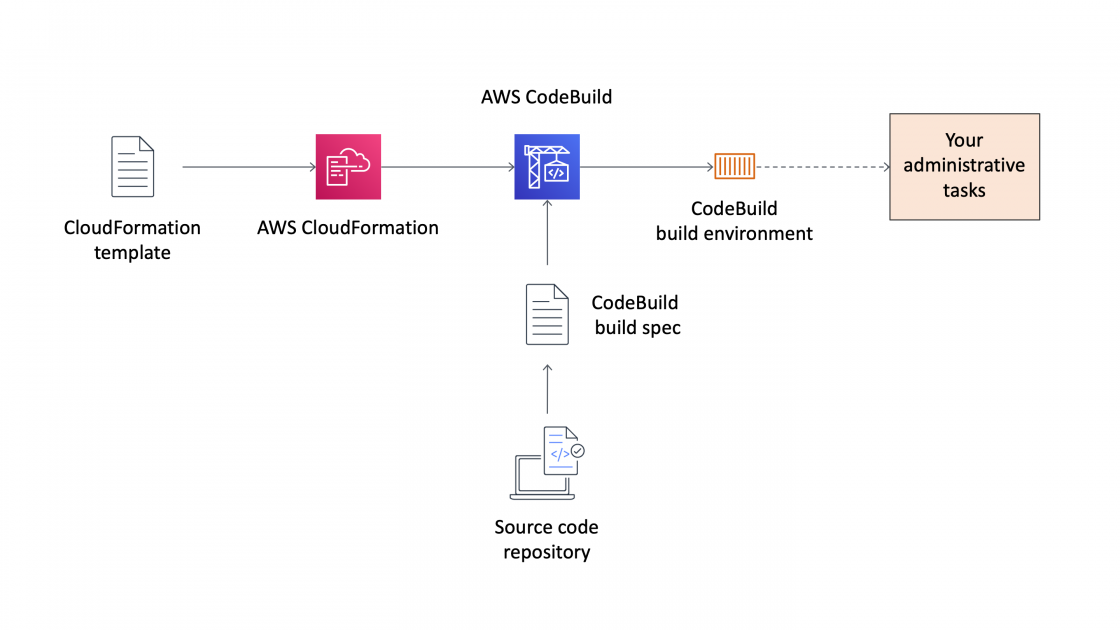 AWS CodeBuild
Your
administrative
tasks
CloudFormation
template
AWS CloudFormation
</>
CodeBuild
build environment
CodeBuild
build spec
</>
Source code
repository